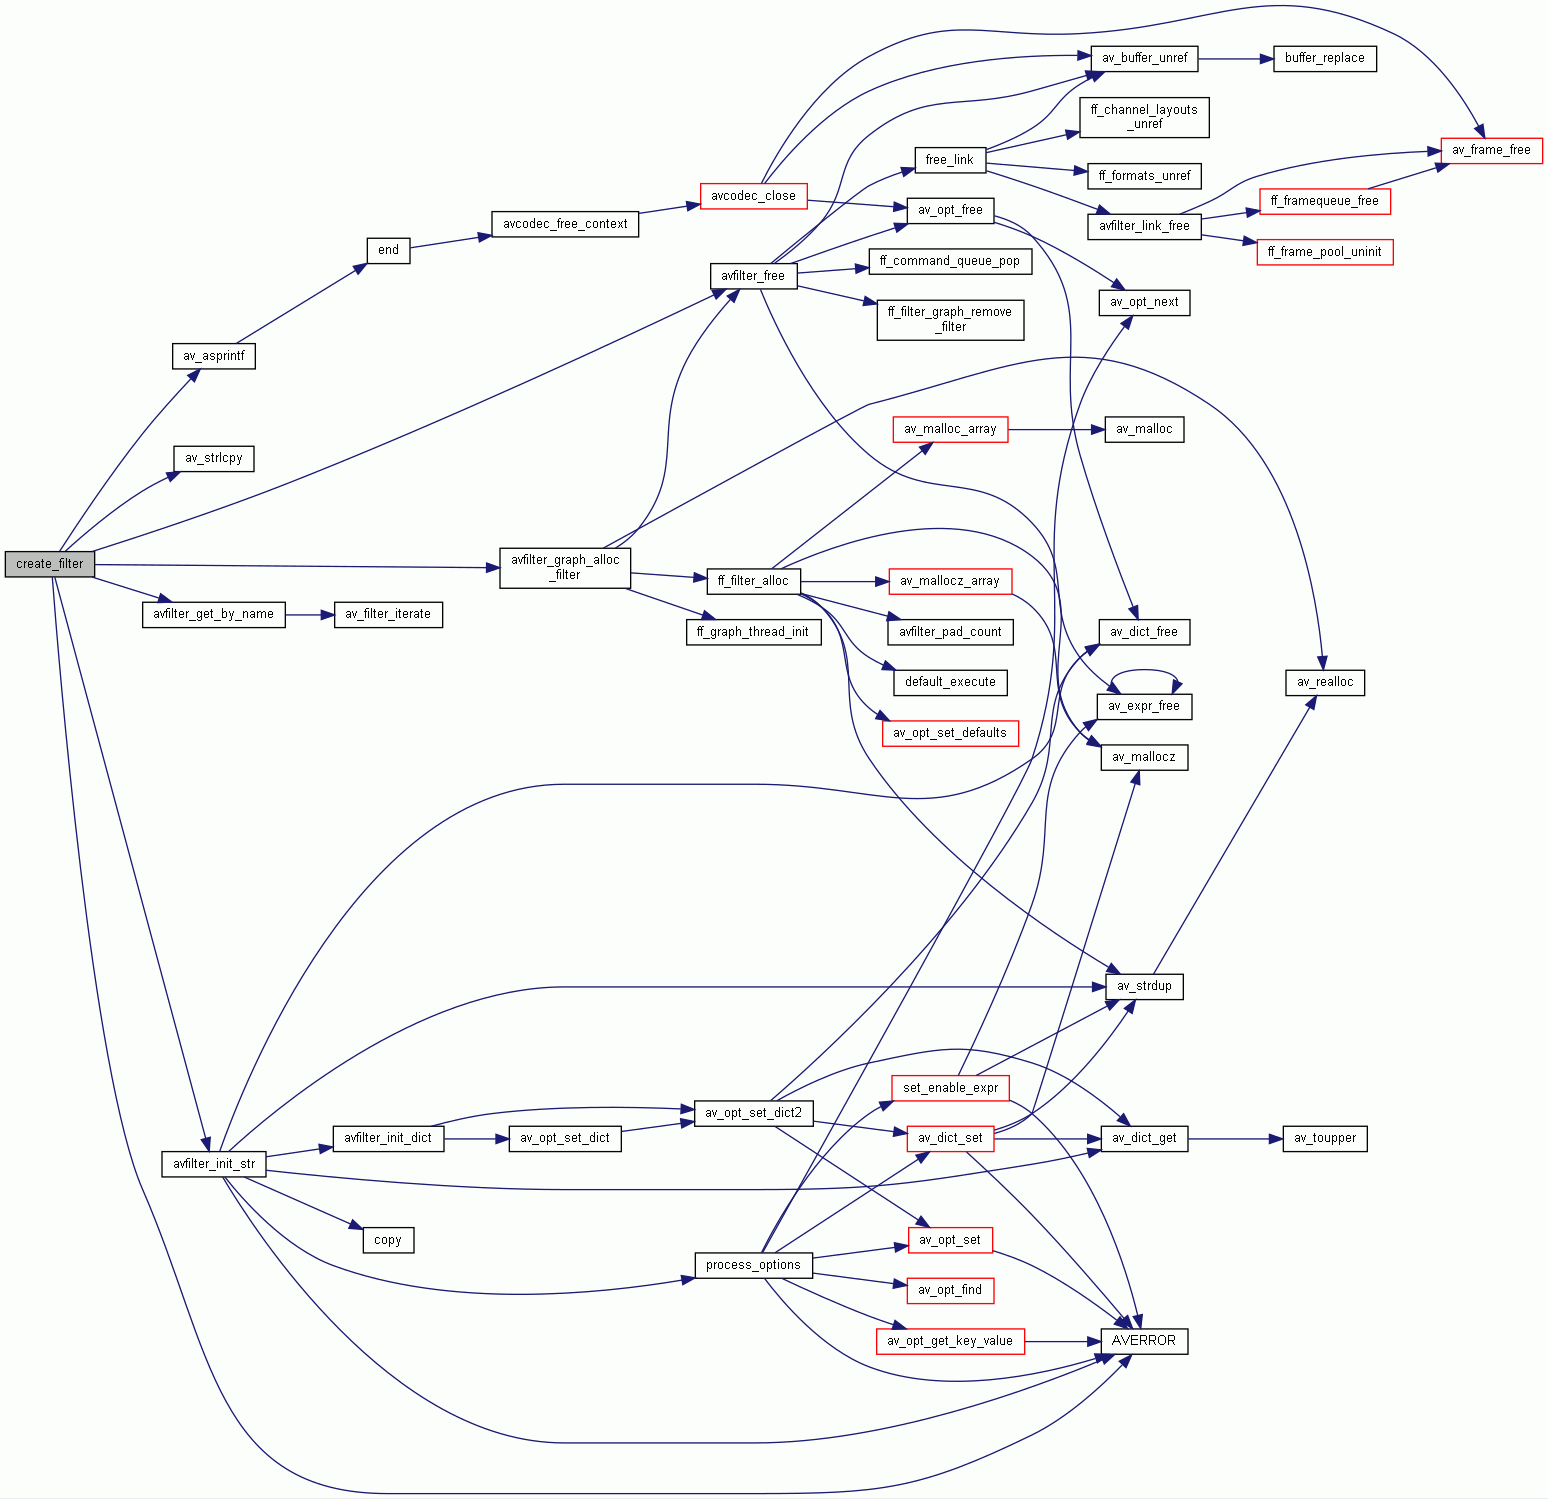 av_buffer_unref
buffer_replace
ff_channel_layouts
_unref
av_frame_free
free_link
ff_formats_unref
avcodec_close
ff_framequeue_free
av_opt_free
avcodec_free_context
avfilter_link_free
end
ff_frame_pool_uninit
ff_command_queue_pop
avfilter_free
av_opt_next
ff_filter_graph_remove
_filter
av_asprintf
av_malloc_array
av_malloc
av_strlcpy
create_filter
avfilter_graph_alloc
_filter
ff_filter_alloc
av_mallocz_array
avfilter_get_by_name
av_filter_iterate
ff_graph_thread_init
avfilter_pad_count
av_dict_free
default_execute
av_realloc
av_expr_free
av_opt_set_defaults
av_mallocz
av_strdup
set_enable_expr
av_opt_set_dict2
avfilter_init_dict
av_opt_set_dict
av_dict_set
av_dict_get
av_toupper
avfilter_init_str
copy
av_opt_set
process_options
av_opt_find
av_opt_get_key_value
AVERROR